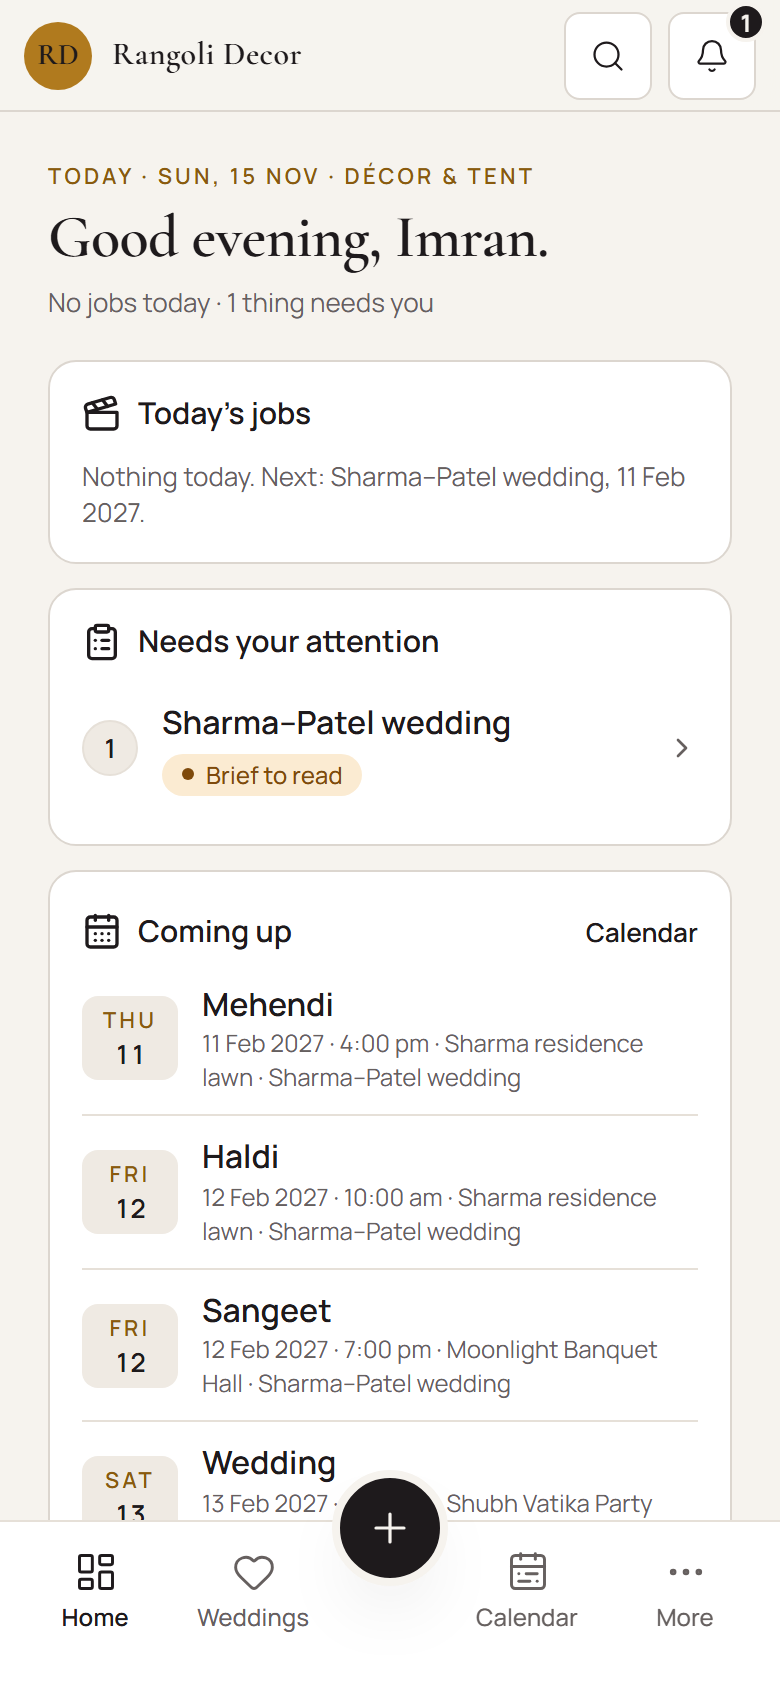 RD Rangoli Decor 1
TODAY · SUN, 15 NOV · DÉCOR & TENT
Good evening, Imran.
No jobs today · 1 thing needs you
Today’s jobs
Nothing today. Next: Sharma–Patel wedding, 11 Feb
2027.
Needs your attention
1 Sharma–Patel wedding
Brief to read
Coming up Calendar
THU
11
Mehendi
11 Feb 2027 · 4:00 pm · Sharma residence
lawn · Sharma–Patel wedding
FRI
12
Haldi
12 Feb 2027 · 10:00 am · Sharma residence
lawn · Sharma–Patel wedding
FRI
12
Sangeet
12 Feb 2027 · 7:00 pm · Moonlight Banquet
Hall · Sharma–Patel wedding
SAT
13
Wedding
13 Feb 2027 · Shubh Vatika Party
Home Weddings Calendar More